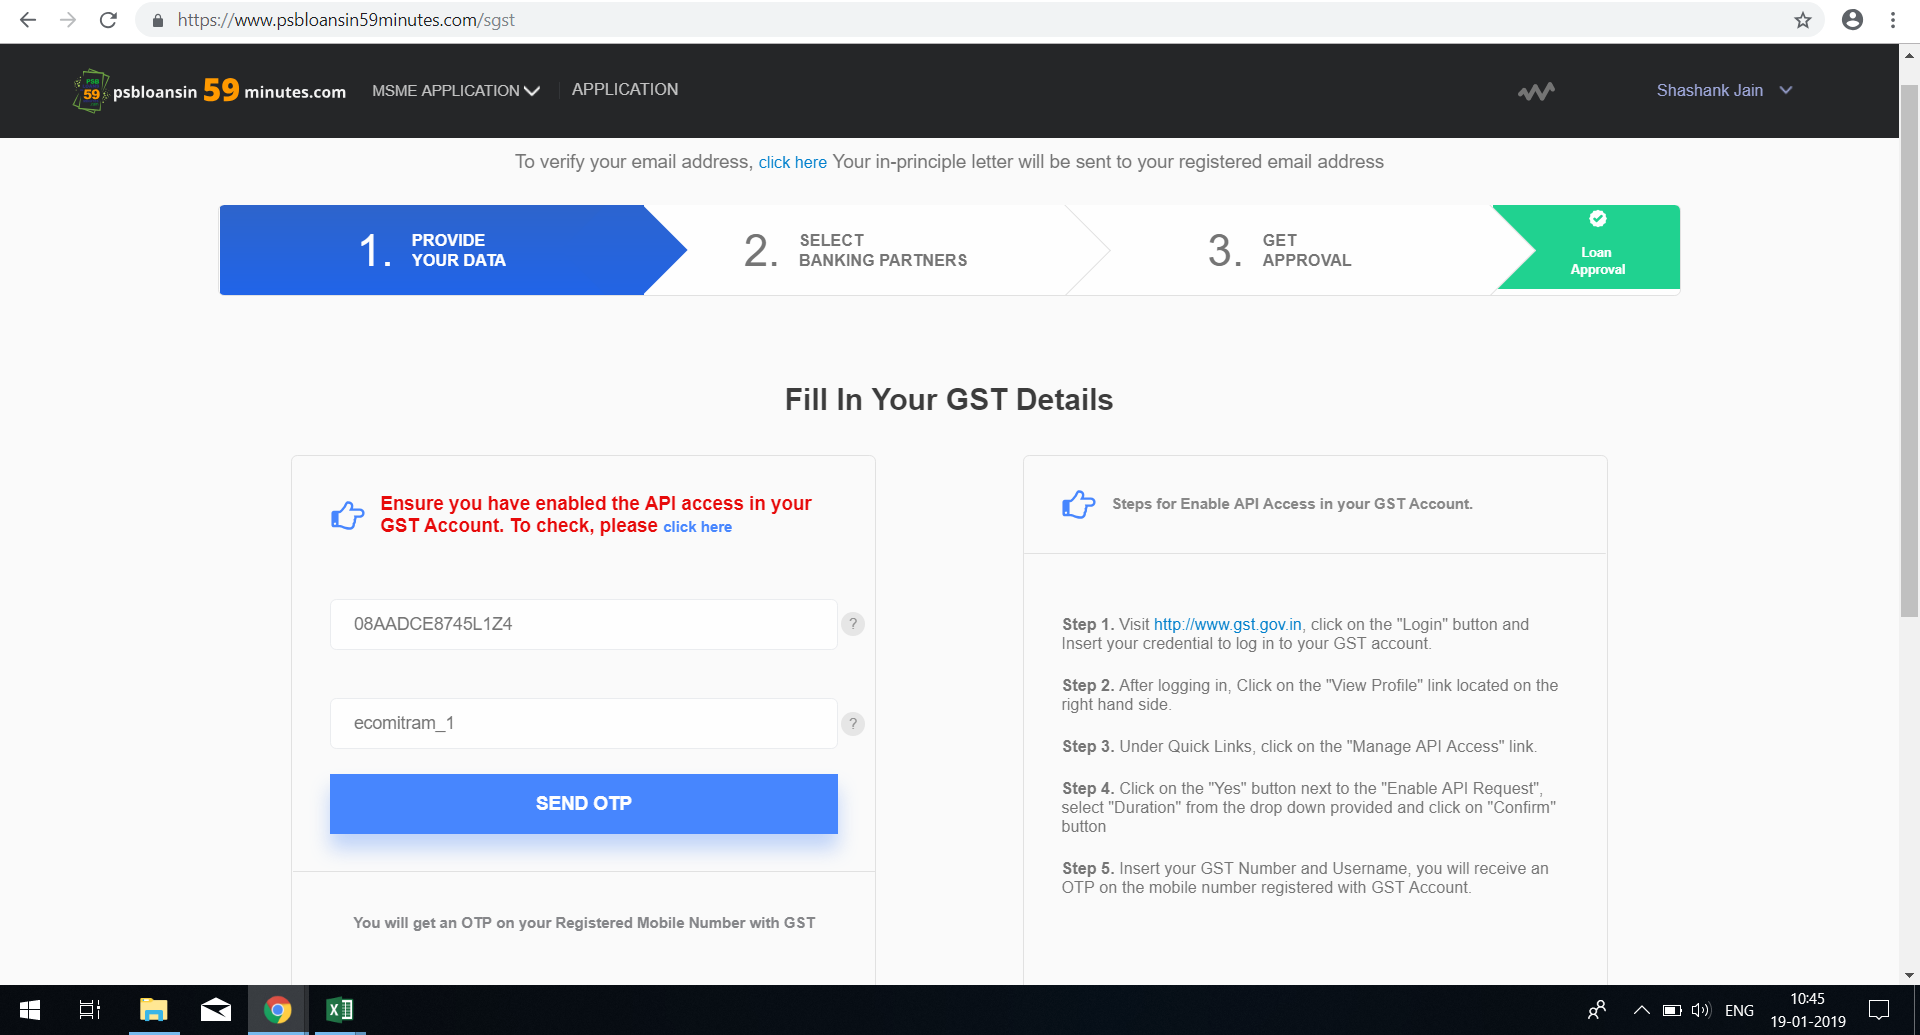 https://www.psbloansin59minutes.com/sgst
PSB
59
psbloansin 59 minutes.com
MSME APPLICATION
APPLICATION
Shashank Jain
To verify your email address, click here Your in-principle letter will be sent to your registered email address
1. PROVIDE
YOUR DATA
2. SELECT
BANKING PARTNERS
3. GET
APPROVAL
Loan
Approval
Fill In Your GST Details
Ensure you have enabled the API access in your
GST Account. To check, please click here
08AADCE8745L1Z4
?
ecomitram_1
?
SEND OTP
You will get an OTP on your Registered Mobile Number with GST
Steps for Enable API Access in your GST Account.
Step 1. Visit http://www.gst.gov.in, click on the "Login" button and
Insert your credential to log in to your GST account.
Step 2. After logging in, Click on the "View Profile" link located on the
right hand side.
Step 3. Under Quick Links, click on the "Manage API Access" link.
Step 4. Click on the "Yes" button next to the "Enable API Request",
select "Duration" from the drop down provided and click on "Confirm"
button
Step 5. Insert your GST Number and Username, you will receive an
OTP on the mobile number registered with GST Account.
ENG
10:45
19-01-2019